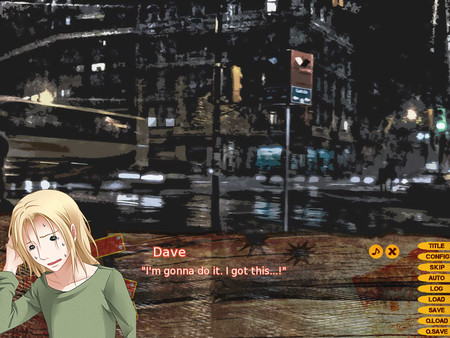 Dave
"I'm gonna do it. I got this...!"
TITLE
CONFIG
SKIP
AUTO
LOG
LOAD
SAVE
Q.LOAD
Q.SAVE